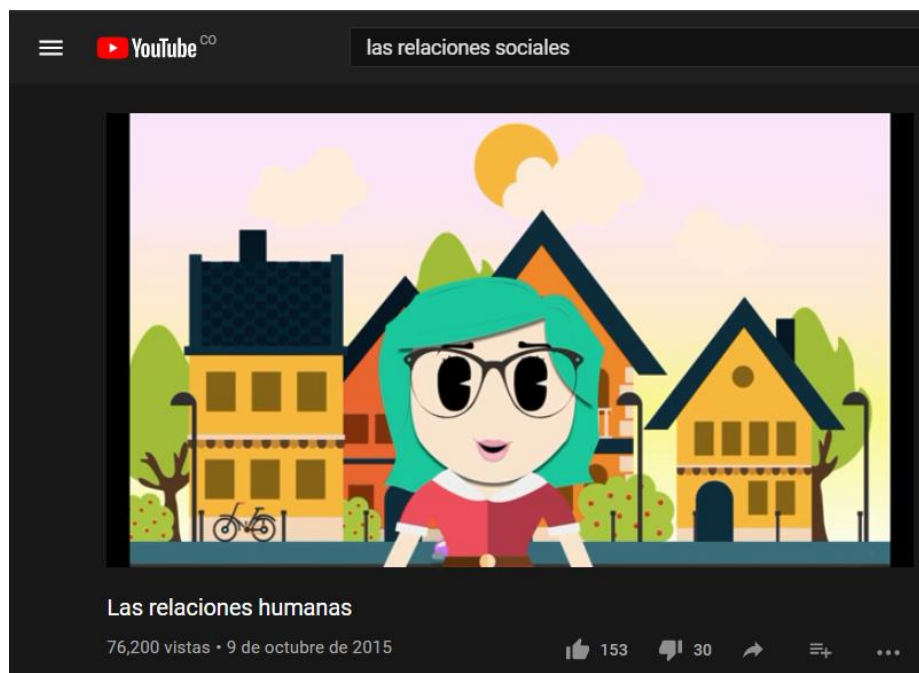 YouTube CO
las relaciones sociales
Las relaciones humanas
76,200 vistas • 9 de octubre de 2015
153
30